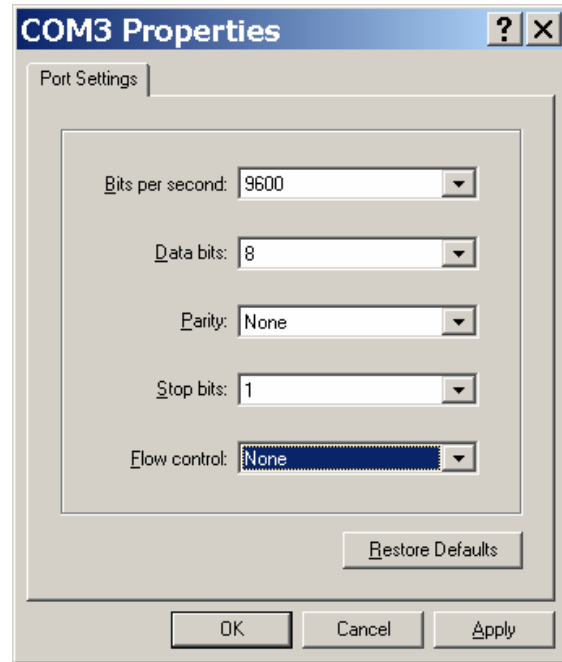 COM3 Properties
Port Settings
Bits per second: 9600
Data bits: 8
Parity: None
Stop bits: 1
Flow control: None
Restore Defaults
OK Cancel Apply